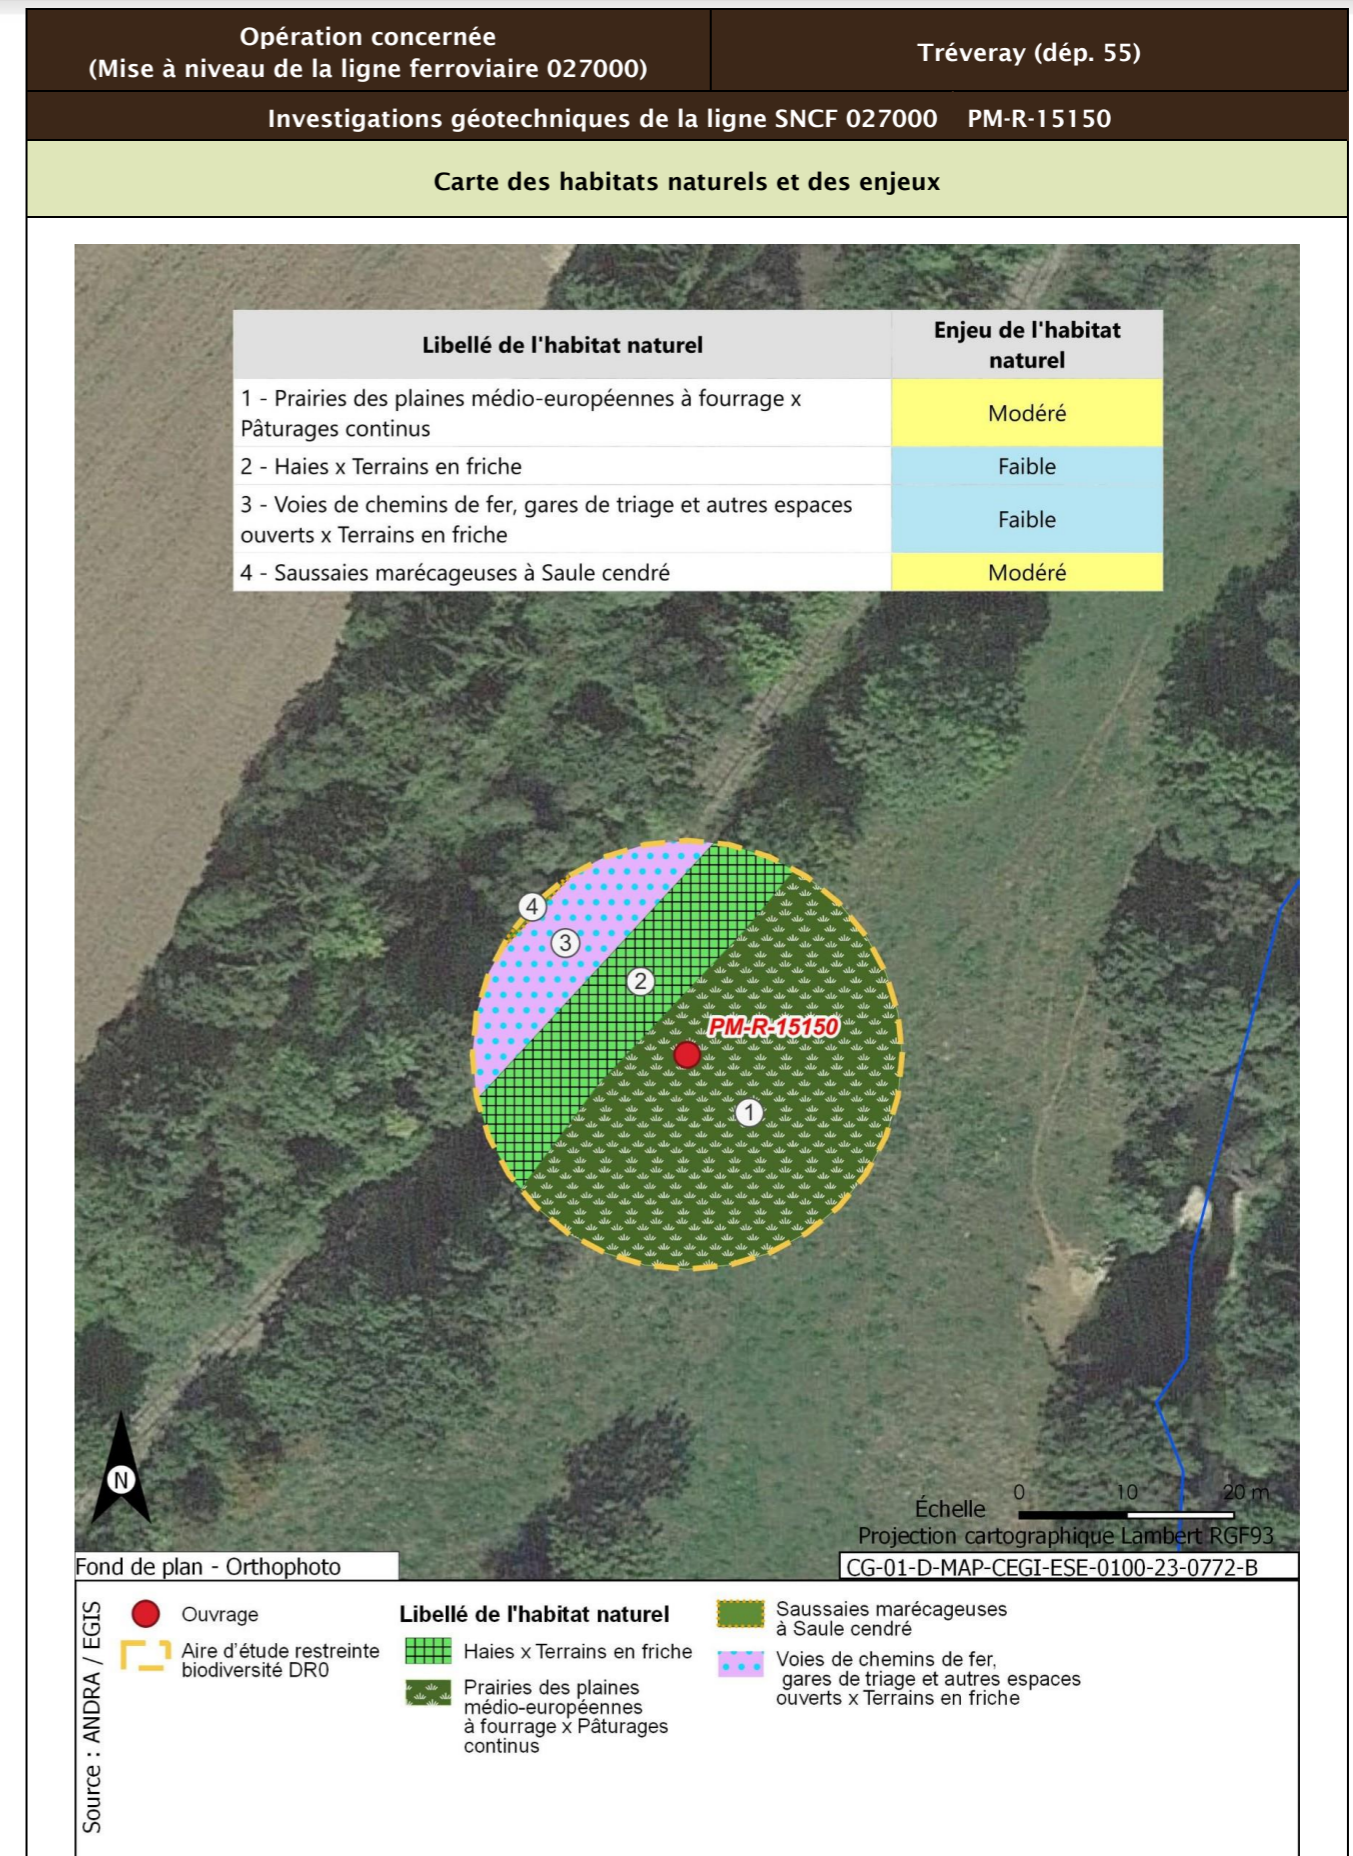 Opération concernée
(Mise à niveau de la ligne ferroviaire 027000)
Tréveray (dép. 55)
Investigations géotechniques de la ligne SNCF 027000 PM-R-15150
Carte des habitats naturels et des enjeux
Libellé de l'habitat naturel
Enjeu de l'habitat
naturel
1 - Prairies des plaines médio-européennes à fourrage x
Pâturages continus
Modéré
2 - Haies x Terrains en friche
Faible
3 - Voies de chemins de fer, gares de triage et autres espaces
ouverts x Terrains en friche
Faible
4 - Saussaies marécageuses à Saule cendré
Modéré
4
3
2
PM-R-15150
1
N
0 10 20 m
Échelle
Projection cartographique Lambert RGF93
Fond de plan - Orthophoto
CG-01-D-MAP-CEGI-ESE-0100-23-0772-B
Source : ANDRA / EGIS
Ouvrage
Aire d'étude restreinte
biodiversité DR0
Libellé de l'habitat naturel
Haies x Terrains en friche
Prairies des plaines
médio-européennes
à fourrage x Pâturages
continus
Saussaies marécageuses
à Saule cendré
Voies de chemins de fer,
gares de triage et autres espaces
ouverts x Terrains en friche